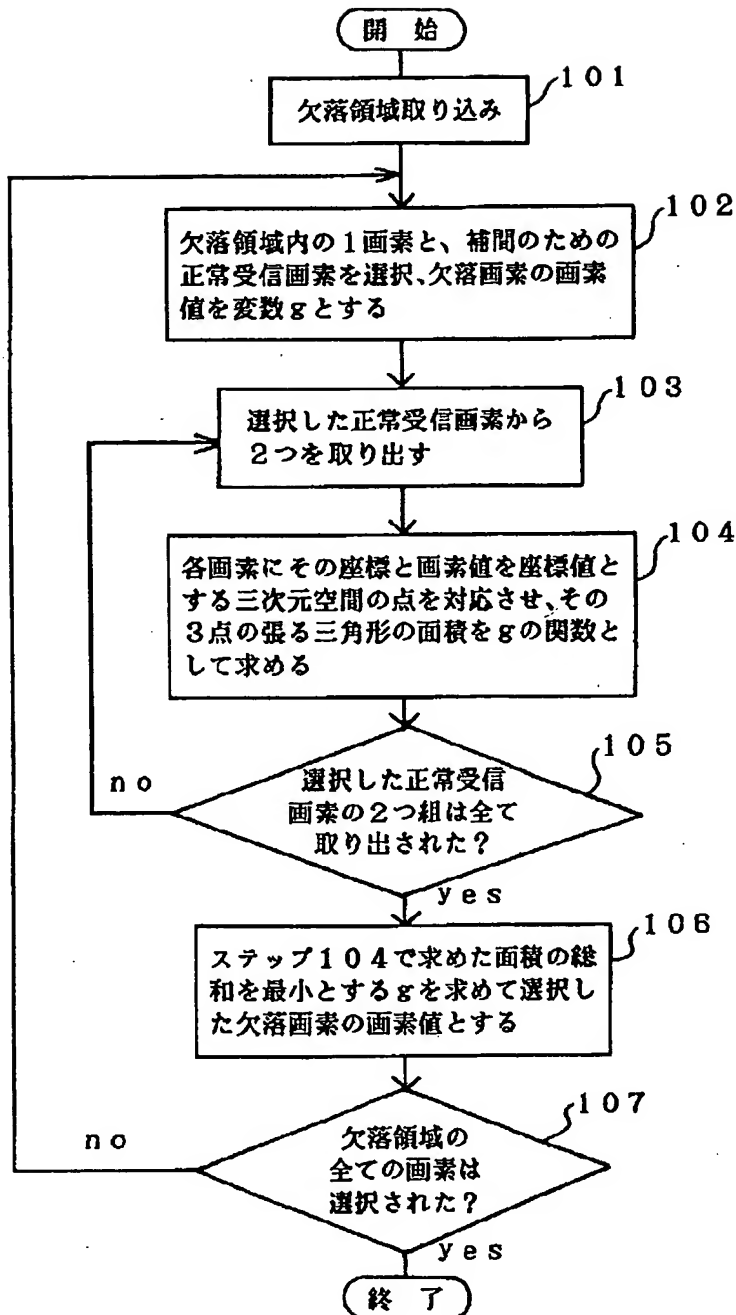 開 始
101
欠落領域取り込み
102
欠落領域内の1画素と、補間のための
正常受信画素を選択、欠落画素の画素
値を変数gとする
103
選択した正常受信画素から
2つを取り出す
104
各画素にその座標と画素値を座標値と
する三次元空間の点を対応させ、その
3点の張る三角形の面積をgの関数と
して求める
105
no
選択した正常受信
画素の2つ組は全て
取り出された?
yes
106
ステップ104で求めた面積の総
和を最小とするgを求めて選択し
た欠落画素の画素値とする
107
no
欠落領域の
全ての画素は
選択された?
yes
終 了